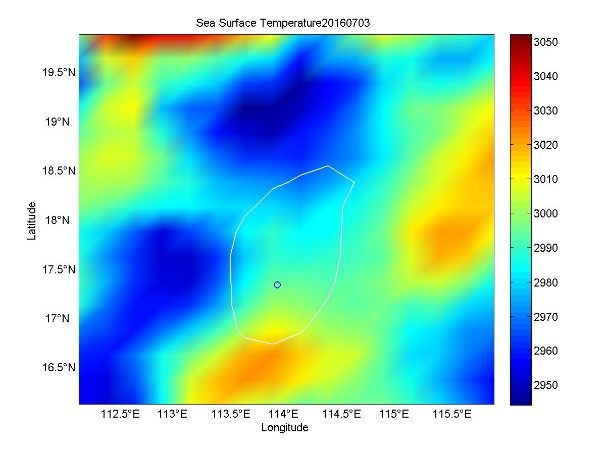 Sea Surface Temperature20160703
19.5°N
19°N
18.5°N
18°N
17.5°N
17°N
16.5°N
Latitude
112.5°E 113°E 113.5°E 114°E 114.5°E 115°E 115.5°E
Longitude
3050
3040
3030
3020
3010
3000
2990
2980
2970
2960
2950